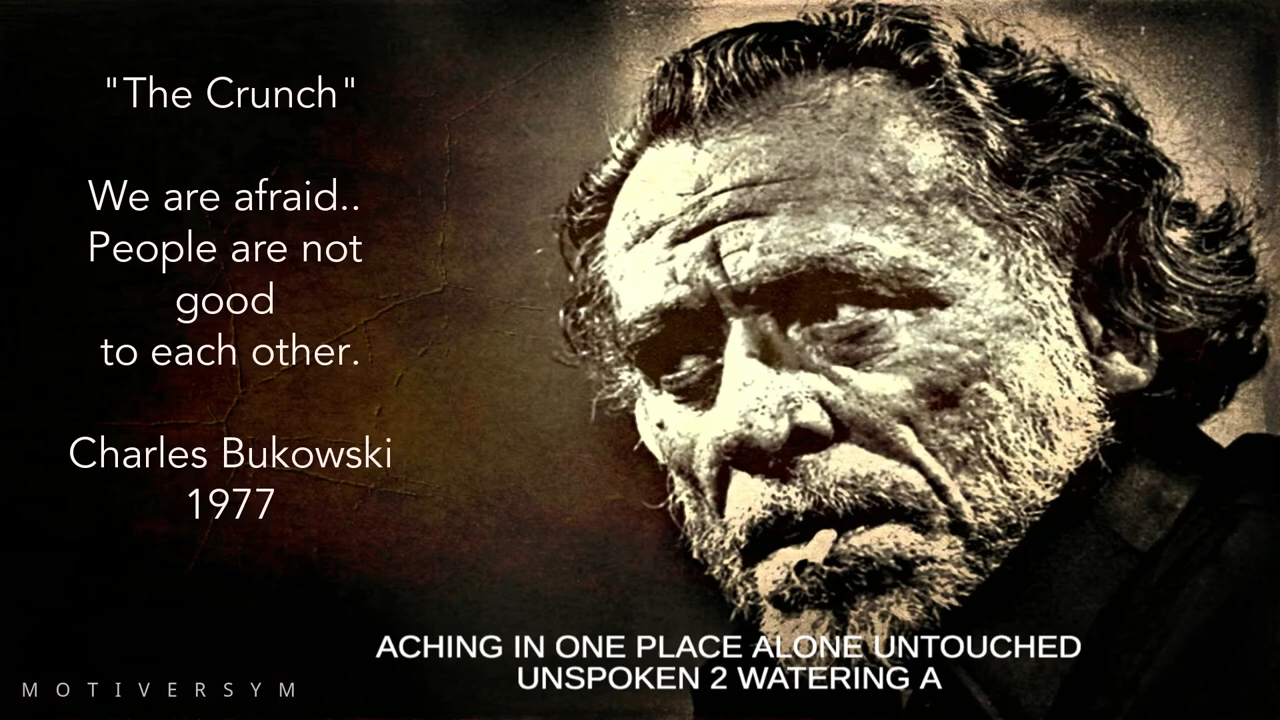 "The Crunch"
We are afraid..
People are not
good
to each other.
Charles Bukowski
1977
ACHING IN ONE PLACE ALONE UNTOUCHED
UNSPOKEN 2 WATERING A
MOTIVERSYM